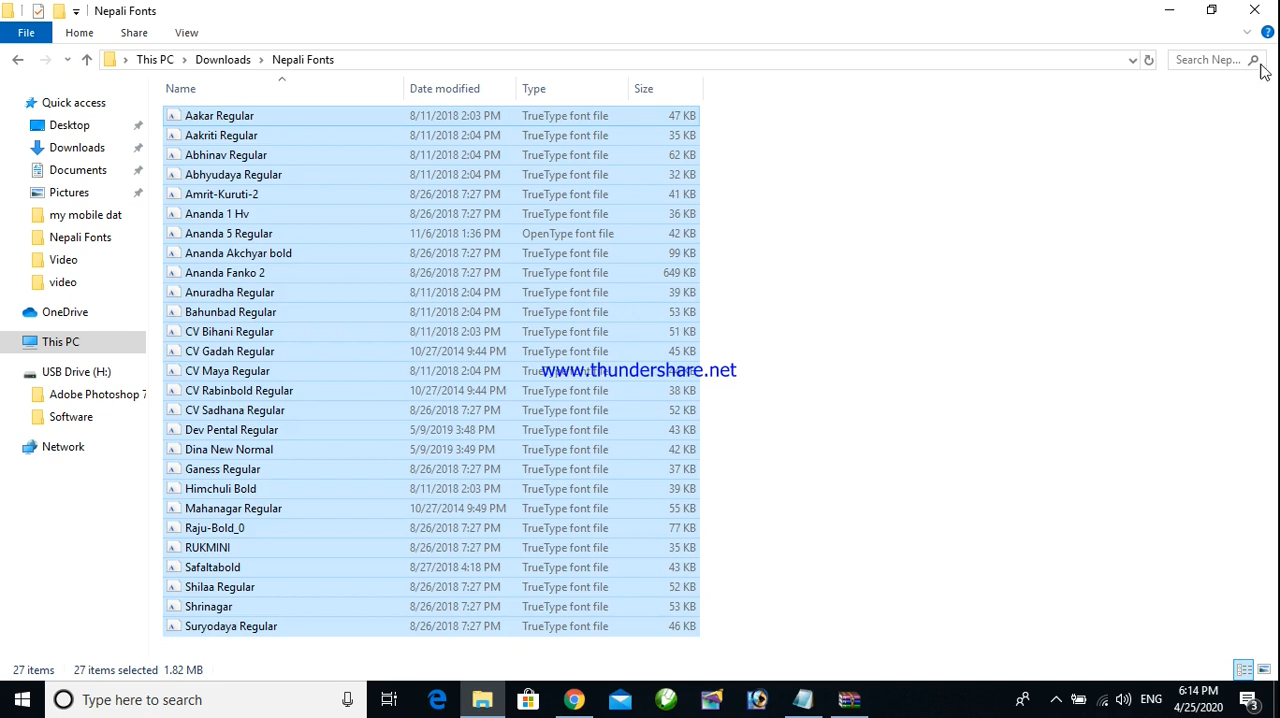 Nepali Fonts
File Home Share View
This PC Downloads Nepali Fonts Search Nep...
Name Date modified Type Size
Quick access
Desktop
Downloads
Documents
Pictures
my mobile dat
Nepali Fonts
Video
video
OneDrive
This PC
USB Drive (H:)
Adobe Photoshop 7
Software
Network
Aakar Regular 8/11/2018 2:03 PM TrueType font file 47 KB
Aakriti Regular 8/11/2018 2:04 PM TrueType font file 35 KB
Abhinav Regular 8/11/2018 2:04 PM TrueType font file 62 KB
Abhyudaya Regular 8/11/2018 2:04 PM TrueType font file 32 KB
Amrit-Kuruti-2 8/26/2018 7:27 PM TrueType font file 41 KB
Ananda 1 Hv 8/26/2018 7:27 PM TrueType font file 36 KB
Ananda 5 Regular 11/6/2018 1:36 PM OpenType font file 42 KB
Ananda Akchyar bold 8/26/2018 7:27 PM TrueType font file 99 KB
Ananda Fanko 2 8/26/2018 7:27 PM TrueType font file 649 KB
Anuradha Regular 8/11/2018 2:04 PM TrueType font file 39 KB
Bahunbad Regular 8/11/2018 2:04 PM TrueType font file 53 KB
CV Bihani Regular 8/11/2018 2:03 PM TrueType font file 51 KB
CV Gadah Regular 10/27/2014 9:44 PM TrueType font file 45 KB
CV Maya Regular 8/11/2018 2:04 PM TrueType font file KB
www.thundershare.net
CV Rabinbold Regular 10/27/2014 9:44 PM TrueType font file 38 KB
CV Sadhana Regular 8/26/2018 7:27 PM TrueType font file 52 KB
Dev Pental Regular 5/9/2019 3:48 PM TrueType font file 43 KB
Dina New Normal 5/9/2019 3:49 PM TrueType font file 42 KB
Ganess Regular 8/26/2018 7:27 PM TrueType font file 37 KB
Himchuli Bold 8/11/2018 2:03 PM TrueType font file 39 KB
Mahanagar Regular 10/27/2014 9:49 PM TrueType font file 55 KB
Raju-Bold_0 8/26/2018 7:27 PM TrueType font file 77 KB
RUKMINI 8/26/2018 7:27 PM TrueType font file 35 KB
Safaltabold 8/27/2018 4:18 PM TrueType font file 43 KB
Shilaa Regular 8/26/2018 7:27 PM TrueType font file 52 KB
Shrinagar 8/26/2018 7:27 PM TrueType font file 53 KB
Suryodaya Regular 8/26/2018 7:27 PM TrueType font file 46 KB
27 items 27 items selected 1.82 MB
Type here to search ENG 6:14 PM
4/25/2020 3